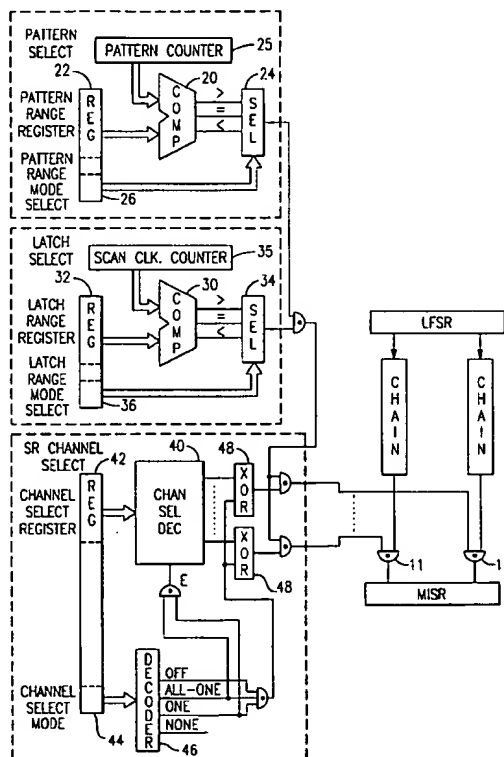 PATTERN
SELECT
PATTERN COUNTER
25
22
20
24
PATTERN
RANGE
REGISTER
REG
COMP
>
=
<
SEL
PATTERN
RANGE
MODE
SELECT
26
LATCH
SELECT
SCAN CLK. COUNTER
35
32
30
34
LATCH
RANGE
REGISTER
REG
COMP
>
=
<
SEL
LATCH
RANGE
MODE
SELECT
36
LFSR
CHAIN
CHAIN
11
1
MISR
SR CHANNEL
SELECT
42
40
48
CHANNEL
SELECT
REGISTER
REG
CHAN
SEL
DEC
XOR
XOR
48
E
CHANNEL
SELECT
MODE
44
DECODER
46
OFF
ALL-ONE
ONE
NONE